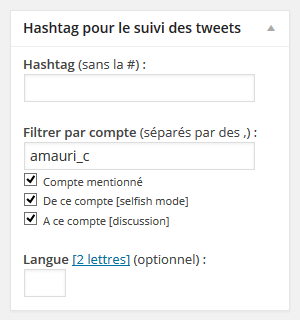 Hashtag pour le suivi des tweets
Hashtag (sans la #) :
Filtrer par compte (séparés par des ,) :
amauri_c
Compte mentionné
De ce compte [selfish mode]
A ce compte [discussion]
Langue [2 lettres] (optionnel) :